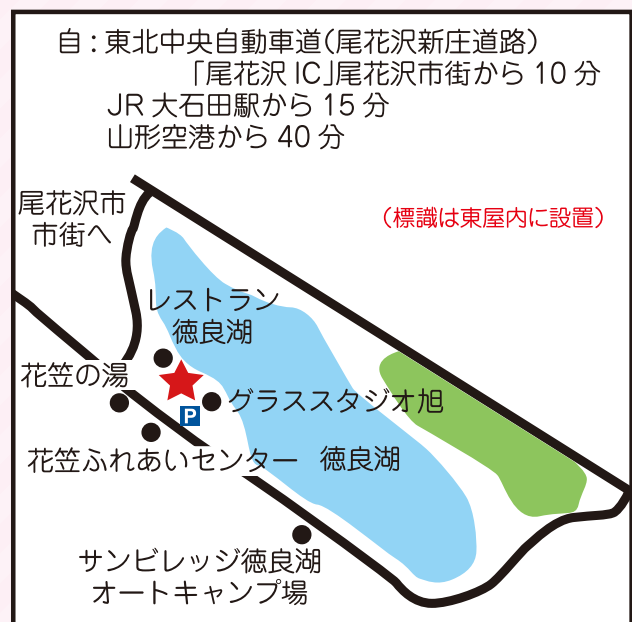 自：東北中央自動車道（尾花沢新庄道路）
「尾花沢 IC」尾花沢市街から 10 分
JR 大石田駅から 15 分
山形空港から 40 分
尾花沢市
市街へ
（標識は東屋内に設置）
レストラン
徳良湖
花笠の湯
P
グラススタジオ旭
花笠ふれあいセンター
徳良湖
サンビレッジ徳良湖
オートキャンプ場